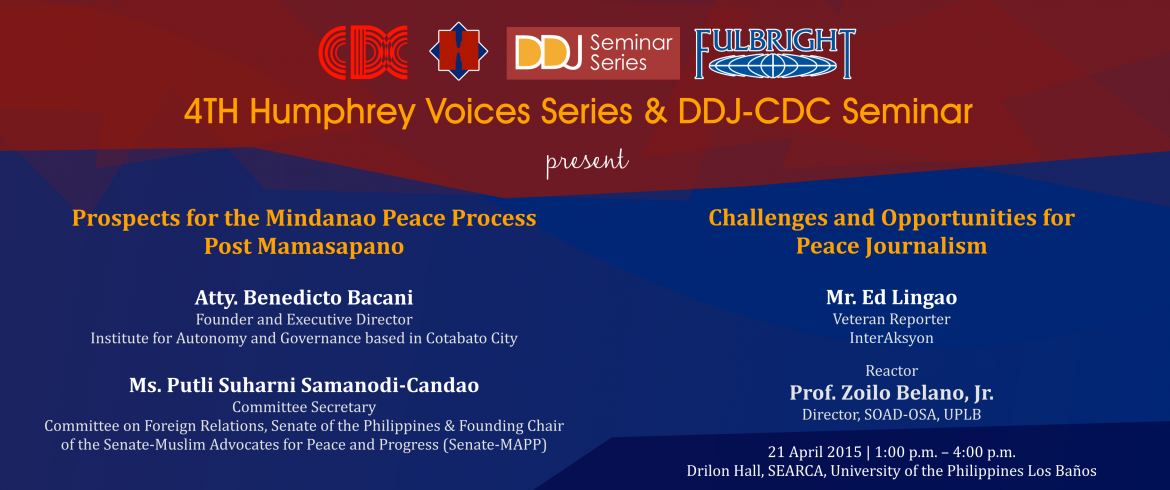 CDC
H
DDJ Seminar
Series
FULBRIGHT
4TH Humphrey Voices Series & DDJ-CDC Seminar
present
Prospects for the Mindanao Peace Process
Post Mamasapano
Atty. Benedicto Bacani
Founder and Executive Director
Institute for Autonomy and Governance based in Cotabato City
Ms. Putli Suharni Samanodi-Candao
Committee Secretary
Committee on Foreign Relations, Senate of the Philippines & Founding Chair
of the Senate-Muslim Advocates for Peace and Progress (Senate-MAPP)
Challenges and Opportunities for
Peace Journalism
Mr. Ed Lingao
Veteran Reporter
InterAksyon
Reactor
Prof. Zoilo Belano, Jr.
Director, SOAD-OSA, UPLB
21 April 2015 | 1:00 p.m. – 4:00 p.m.
Drilon Hall, SEARCA, University of the Philippines Los Baños